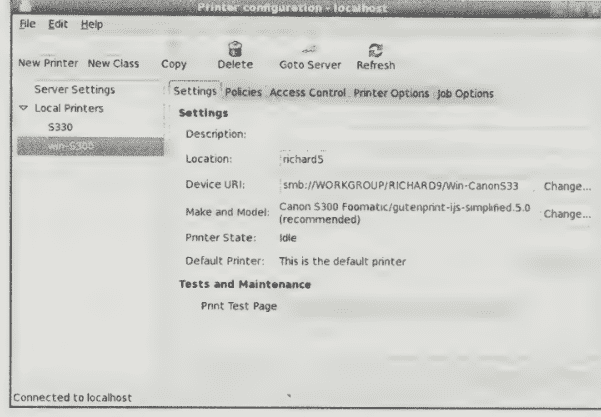 Printer configuration - localhost
File Edit Help
New Printer New Class Copy Delete Goto Server Refresh
Server Settings
Local Printers
S330
win-S300
Settings Policies Access Control Printer Options Job Options
Settings
Description:
Location: richard5
Device URI: smb://WORKGROUP/RICHARD9/Win-CanonS33 Change...
Make and Model: Canon S300 Foomatic/gutenprint-ijs-simplified.5.0 Change...
(recommended)
Printer State: Idle
Default Printer: This is the default printer
Tests and Maintenance
Print Test Page
Connected to localhost